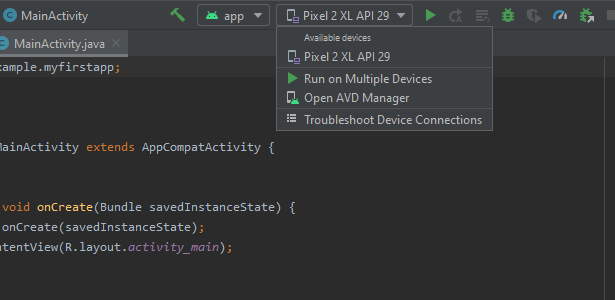 MainActivity
app
Pixel 2 XL API 29
MainActivity.java
Available devices
Pixel 2 XL API 29
Run on Multiple Devices
Open AVD Manager
Troubleshoot Device Connections
xample.myfirstapp;
MainActivity extends AppCompatActivity {
void onCreate(Bundle savedInstanceState) {
onCreate(savedInstanceState);
ntentView(R.layout.activity_main);